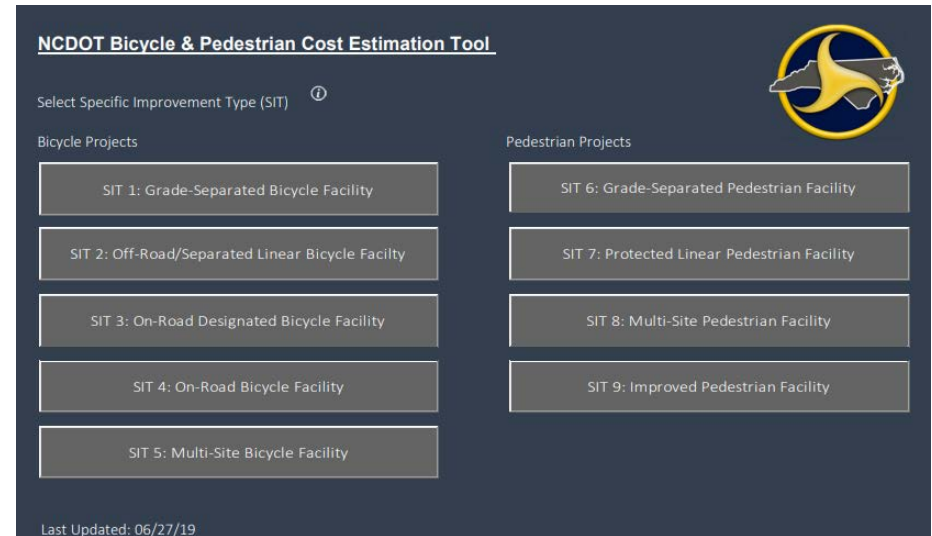 NCDOT Bicycle & Pedestrian Cost Estimation Tool
Select Specific Improvement Type (SIT)
Bicycle Projects
SIT 1: Grade-Separated Bicycle Facility
SIT 2: Off-Road/Separated Linear Bicycle Facilty
SIT 3: On-Road Designated Bicycle Facility
SIT 4: On-Road Bicycle Facility
SIT 5: Multi-Site Bicycle Facility
Pedestrian Projects
SIT 6: Grade-Separated Pedestrian Facility
SIT 7: Protected Linear Pedestrian Facility
SIT 8: Multi-Site Pedestrian Facility
SIT 9: Improved Pedestrian Facility
Last Updated: 06/27/19